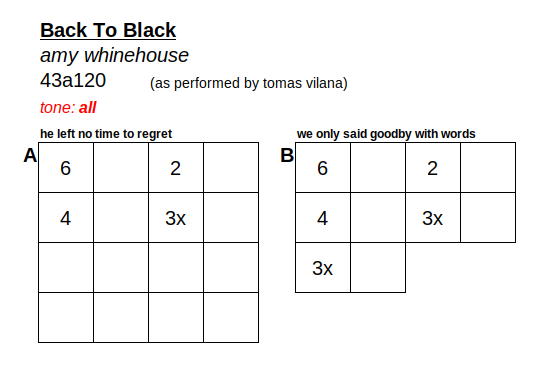 Back To Black
amy whinehouse
43a120 (as performed by tomas vilana)
tone: all
he left no time to regret
A
6 2
4 3x
we only said goodby with words
B
6 2
4 3x
3x